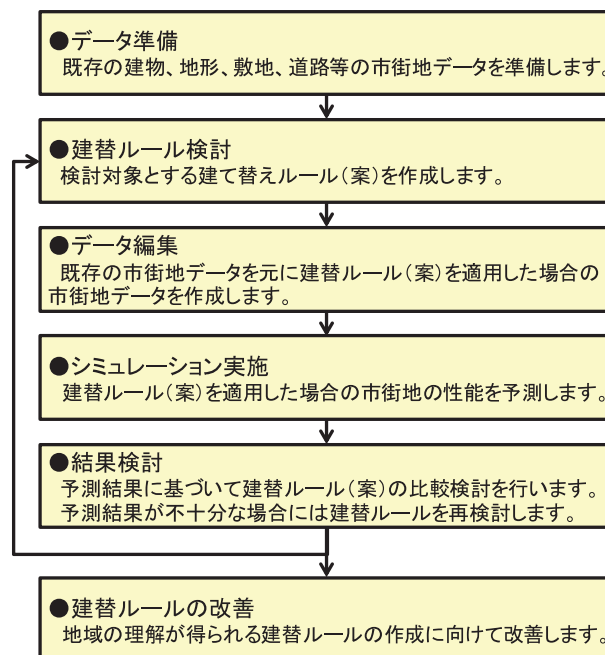 ●データ準備
既存の建物、地形、敷地、道路等の市街地データを準備します。
●建替ルール検討
検討対象とする建て替えルール（案）を作成します。
●データ編集
既存の市街地データを元に建替ルール（案）を適用した場合の
市街地データを作成します。
●シミュレーション実施
建替ルール（案）を適用した場合の市街地の性能を予測します。
●結果検討
予測結果に基づいて建替ルール（案）の比較検討を行います。
予測結果が不十分な場合には建替ルールを再検討します。
●建替ルールの改善
地域の理解が得られる建替ルールの作成に向けて改善します。